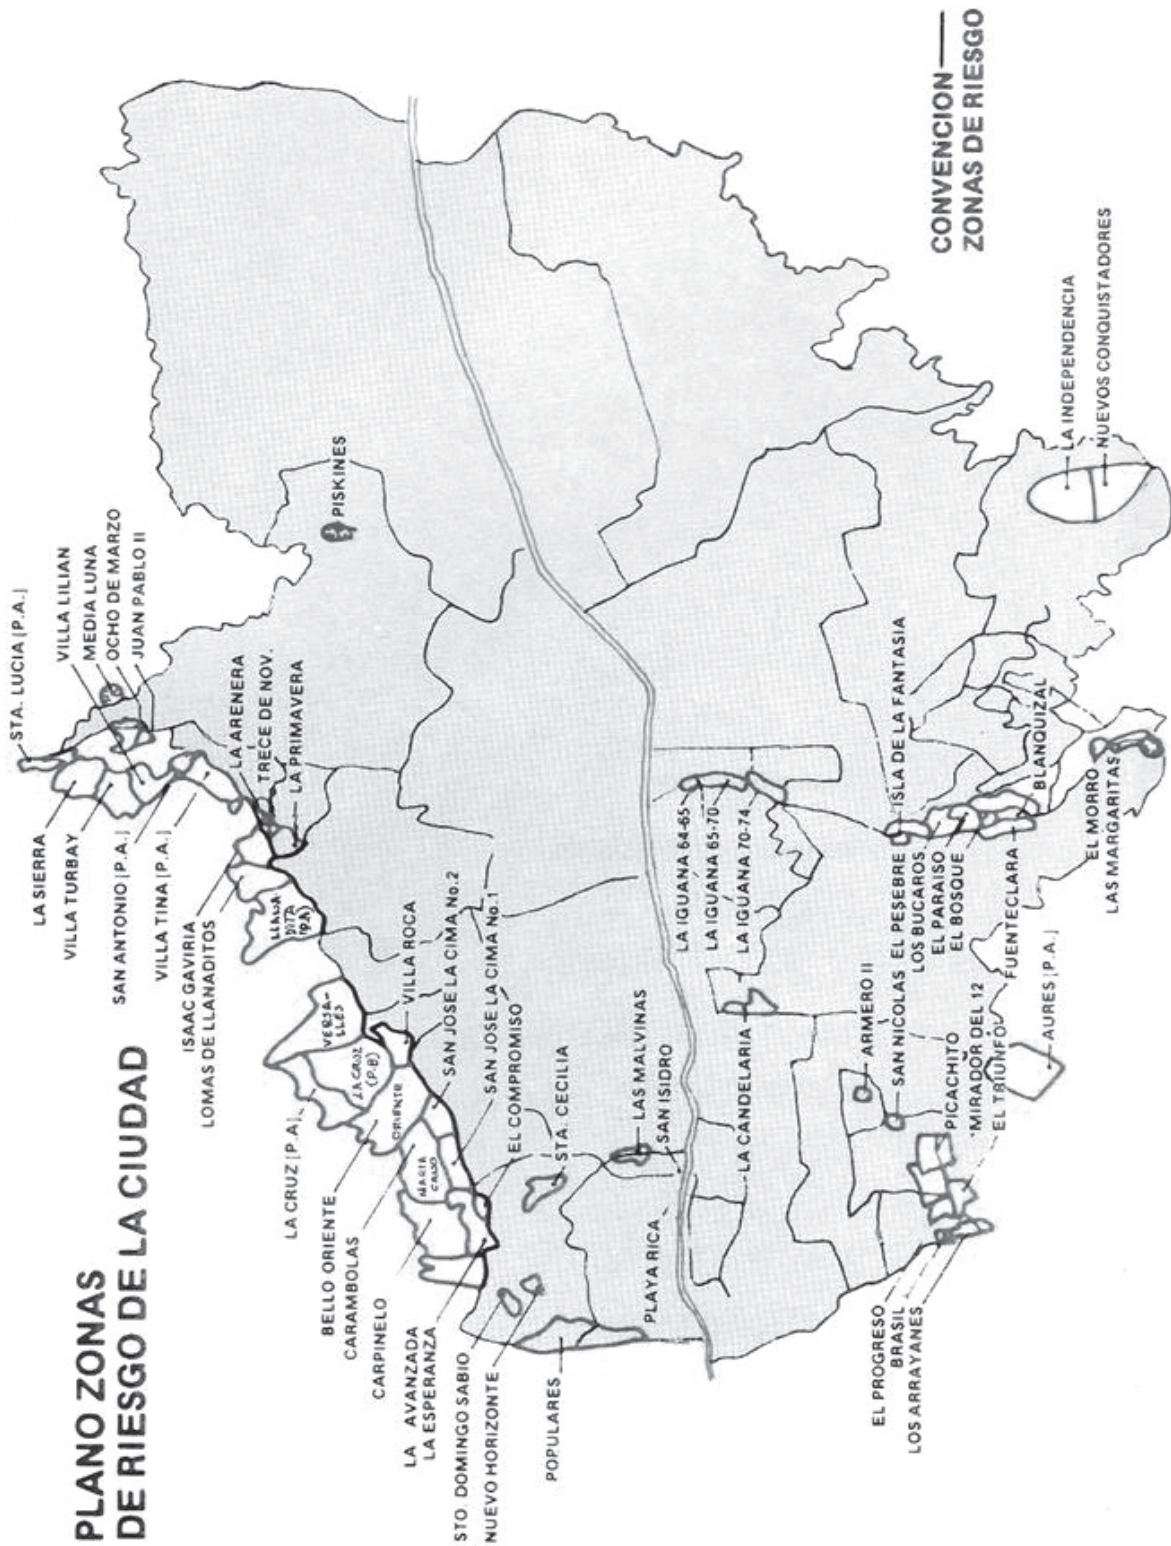 PLANO ZONAS
DE RIESGO DE LA CIUDAD
STA. LUCIA [P.A.]
LA SIERRA
VILLA TURBAY
VILLA LILIAN
MEDIA LUNA
OCHO DE MARZO
JUAN PABLO II
SAN ANTONIO [P.A.]
VILLA TINA [P.A.]
LA ARENERA
TRECE DE NOV.
LA PRIMAVERA
ISAAC GAVIRIA
LOMAS DE LLANADITOS
PISKINES
VERSA-
LLES
LA CRUZ
(P.B)
LA CRUZ [P.A]
ORIENTE
BELLO ORIENTE
CARAMBOLAS
CARPINELO
LA AVANZADA
LA ESPERANZA
STO. DOMINGO SABIO
NUEVO HORIZONTE
POPULARES
VILLA ROCA
SAN JOSE LA CIMA No.2
SAN JOSE LA CIMA No.1
EL COMPROMISO
STA. CECILIA
LAS MALVINAS
SAN ISIDRO
PLAYA RICA
LA CANDELARIA
LA IGUANA 64-65
LA IGUANA 65-70
LA IGUANA 70-74
ARMERO II
SAN NICOLAS
EL PESEBRE
ISLA DE LA FANTASIA
LOS BUCAROS
EL PARAISO
EL BOSQUE
FUENTECLARA
BLANQUIZAL
PICACHITO
MIRADOR DEL 12
EL TRIUNFO
AURES [P.A.]
EL PROGRESO
BRASIL
LOS ARRAYANES
EL MORRO
LAS MARGARITAS
LA INDEPENDENCIA
NUEVOS CONQUISTADORES
CONVENCION
ZONAS DE RIESGO